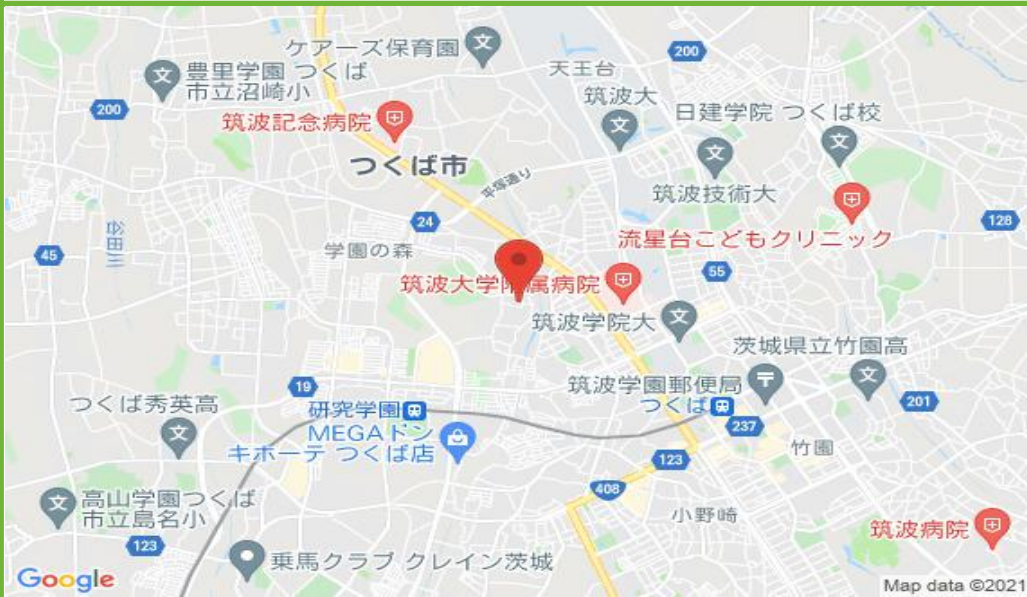 ケアーズ保育園
200
天王台
豊里学園 つくば
市立沼崎小
筑波大
200
日建学院 つくば校
筑波記念病院
つくば市
平塚通り
筑波技術大
24
128
谷田川
45
学園の森
流星台こどもクリニック
55
筑波大学附属病院
筑波学院大
茨城県立竹園高
19
筑波学園郵便局
つくば秀英高
研究学園
つくば
201
MEGAドン
キホーテ つくば店
237
竹園
123
408
高山学園つくば
市立島名小
小野崎
筑波病院
123
乗馬クラブ クレイン茨城
Google
Map data ©2021